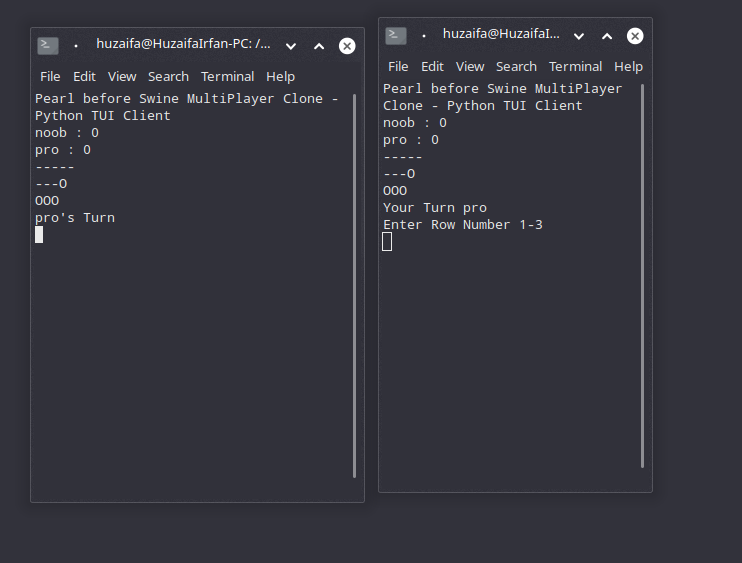 huzaifa@HuzaifaIrfan-PC: /...
File Edit View Search Terminal Help
Pearl before Swine MultiPlayer Clone -
Python TUI Client
noob : 0
pro : 0
-----
---O
OOO
pro's Turn
huzaifa@HuzaifaI...
File Edit View Search Terminal Help
Pearl before Swine MultiPlayer
Clone - Python TUI Client
noob : 0
pro : 0
-----
---O
OOO
Your Turn pro
Enter Row Number 1-3